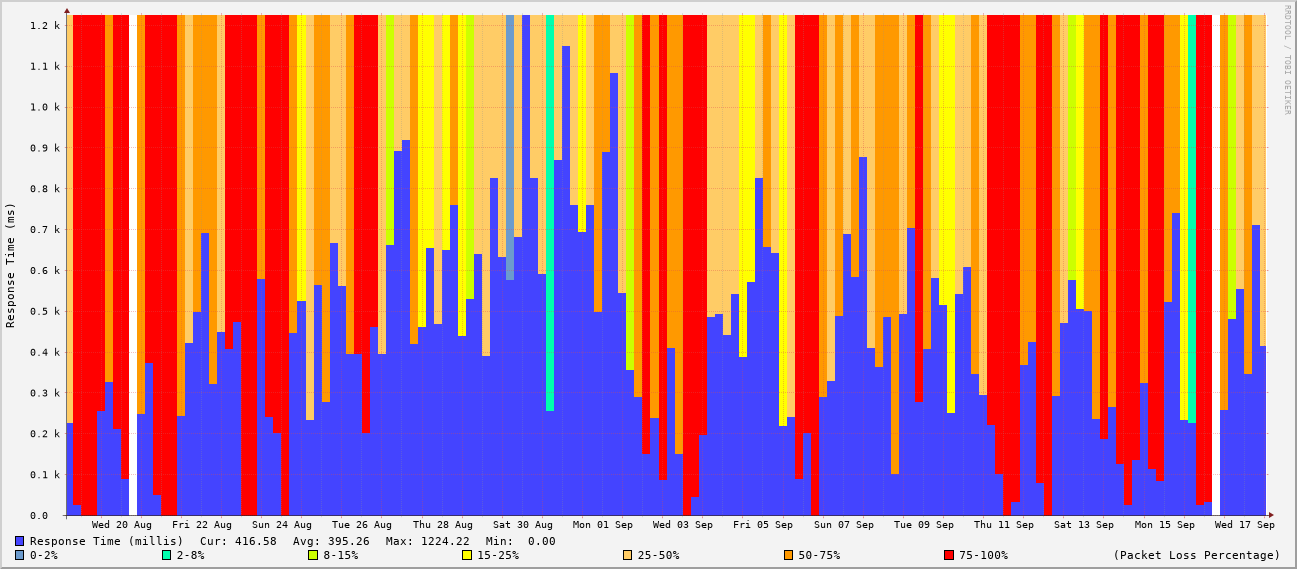 RRDTOOL / TOBI OETIKER
Response Time (ms)
1.2 k
1.1 k
1.0 k
0.9 k
0.8 k
0.7 k
0.6 k
0.5 k
0.4 k
0.3 k
0.2 k
0.1 k
0.0
Wed 20 Aug Fri 22 Aug Sun 24 Aug Tue 26 Aug Thu 28 Aug Sat 30 Aug Mon 01 Sep Wed 03 Sep Fri 05 Sep Sun 07 Sep Tue 09 Sep Thu 11 Sep Sat 13 Sep Mon 15 Sep Wed 17 Sep
Response Time (millis) Cur: 416.58 Avg: 395.26 Max: 1224.22 Min: 0.00
0-2% 2-8% 8-15% 15-25% 25-50% 50-75% 75-100% (Packet Loss Percentage)